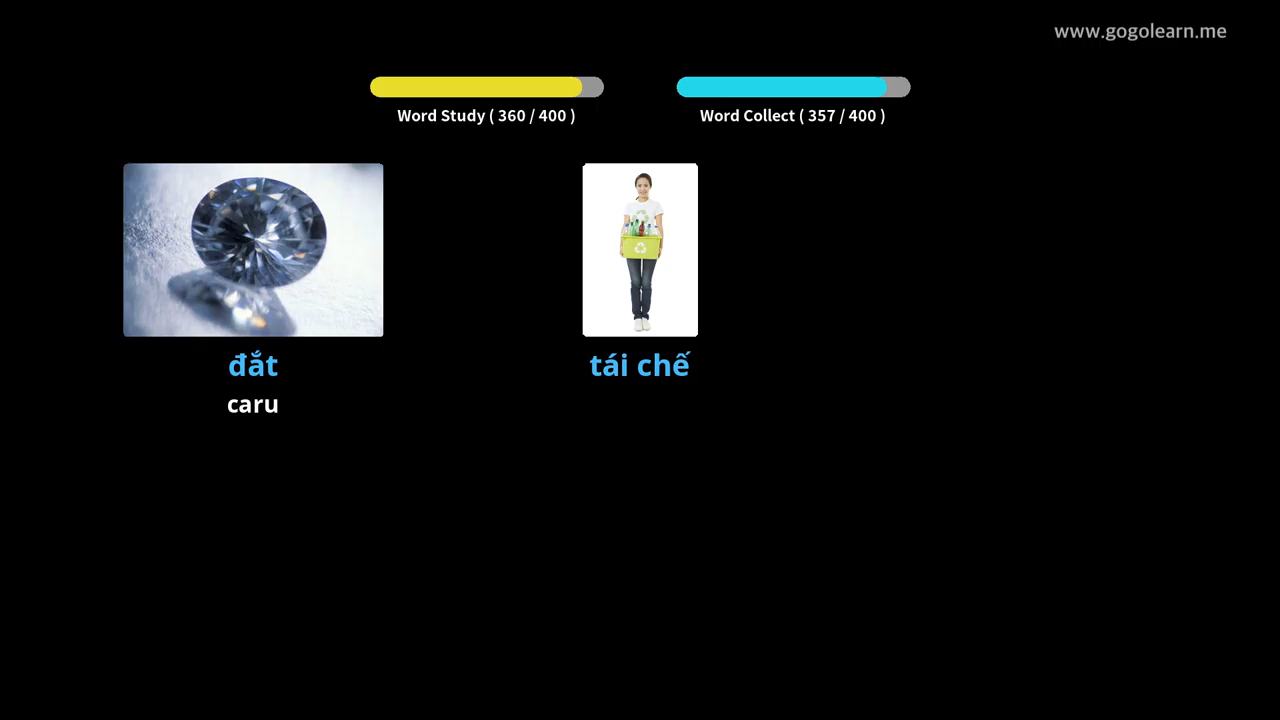 www.gogolearn.me
Word Study ( 360 / 400 )
Word Collect ( 357 / 400 )
đắt
caru
tái chế